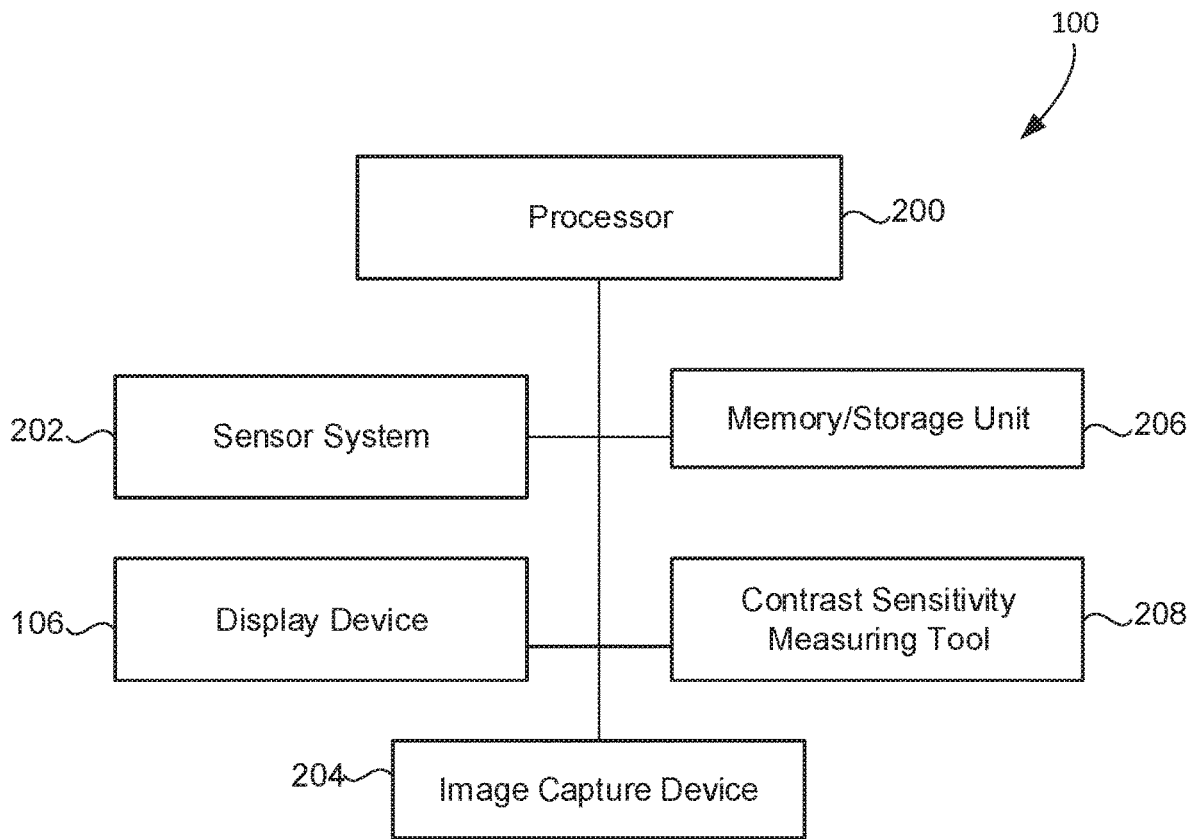 100
Processor
200
202
Sensor System
Memory/Storage Unit
206
106
Display Device
Contrast Sensitivity
Measuring Tool
208
204
Image Capture Device